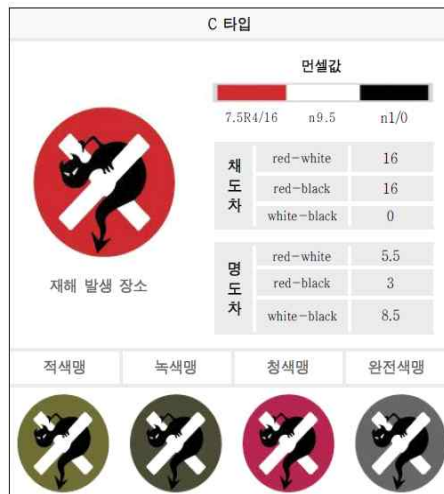 C 타입
먼셀값
7.5R4/16 n9.5 n1/0
채도차
red-white 16
red-black 16
white-black 0
명도차
red-white 5.5
red-black 3
white-black 8.5
재해 발생 장소
적색맹 녹색맹 청색맹 완전색맹